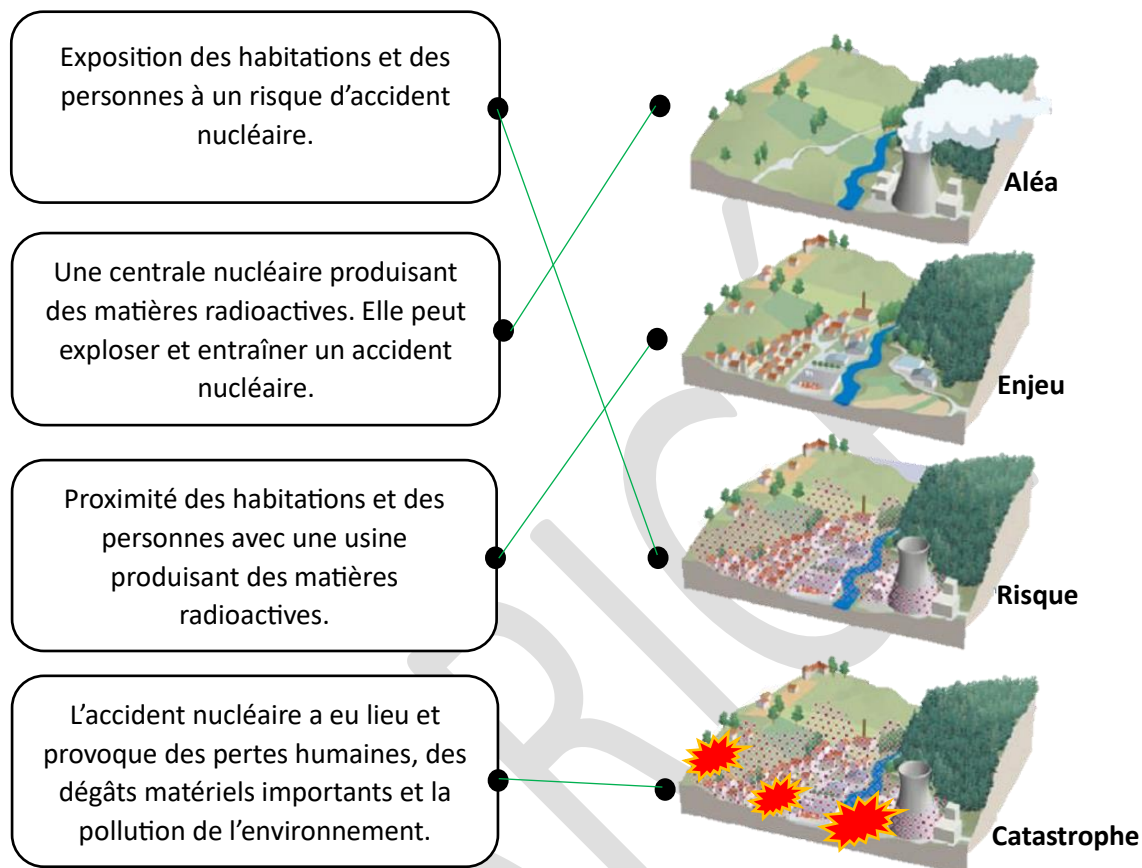 Exposition des habitations et des
personnes à un risque d’accident
nucléaire.
Aléa
Une centrale nucléaire produisant
des matières radioactives. Elle peut
exploser et entraîner un accident
nucléaire.
Enjeu
Proximité des habitations et des
personnes avec une usine
produisant des matières
radioactives.
Risque
L’accident nucléaire a eu lieu et
provoque des pertes humaines, des
dégâts matériels importants et la
pollution de l’environnement.
Catastrophe